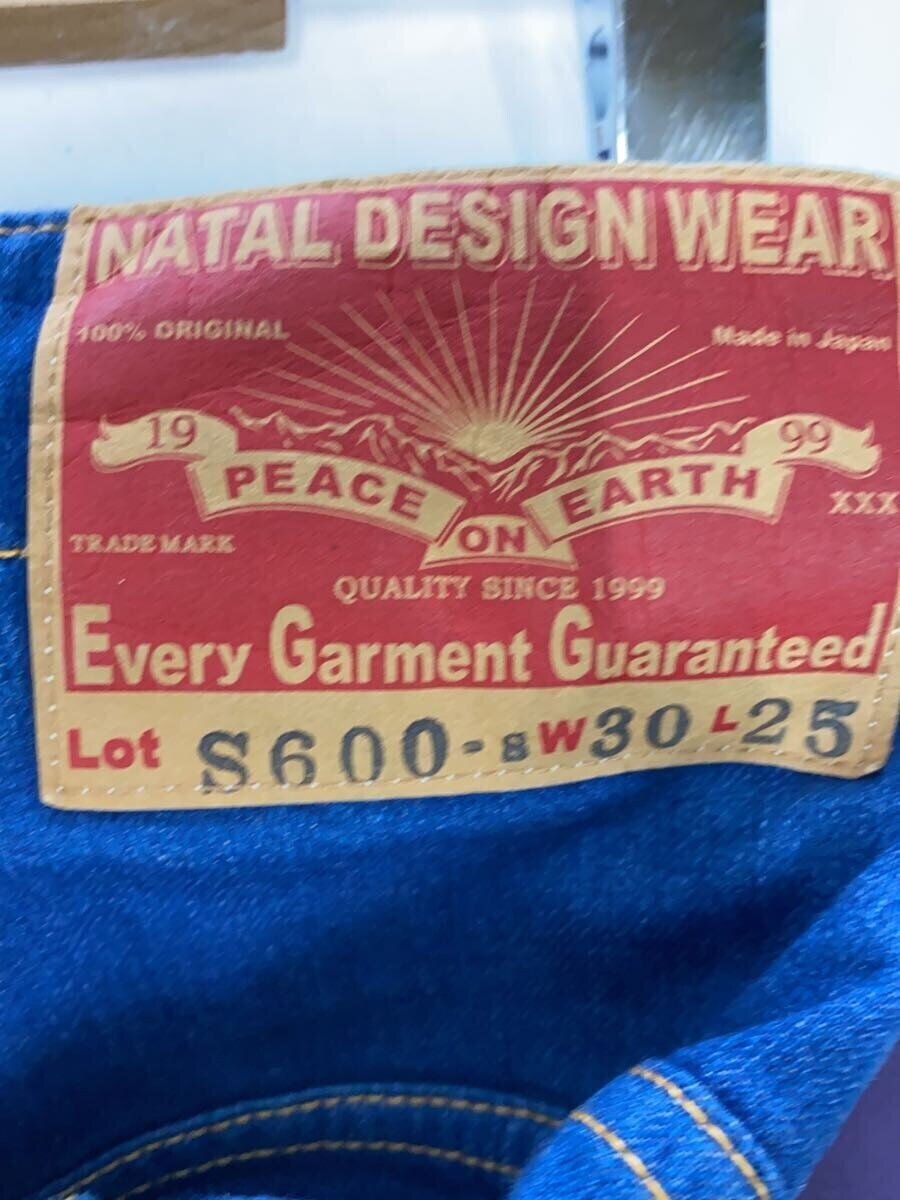 NATAL DESIGN WEAR
100% ORIGINAL
Made in Japan
19
99
PEACE ON EARTH
XXX
TRADE MARK
QUALITY SINCE 1999
Every Garment Guaranteed
Lot S600-8 W30 L25